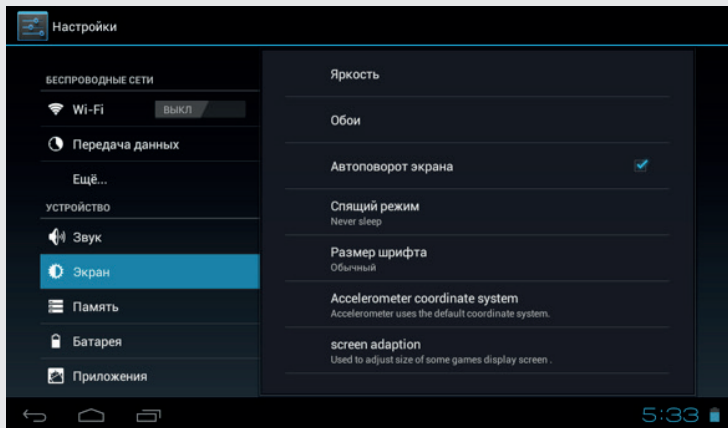 Настройки
БЕСПРОВОДНЫЕ СЕТИ
Wi-Fi
ВЫКЛ
Передача данных
Ещё...
УСТРОЙСТВО
Звук
Экран
Память
Батарея
Приложения
Яркость
Обои
Автоповорот экрана
Спящий режим
Never sleep
Размер шрифта
Обычный
Accelerometer coordinate system
Accelerometer uses the default coordinate system.
screen adaption
Used to adjust size of some games display screen .
5:33